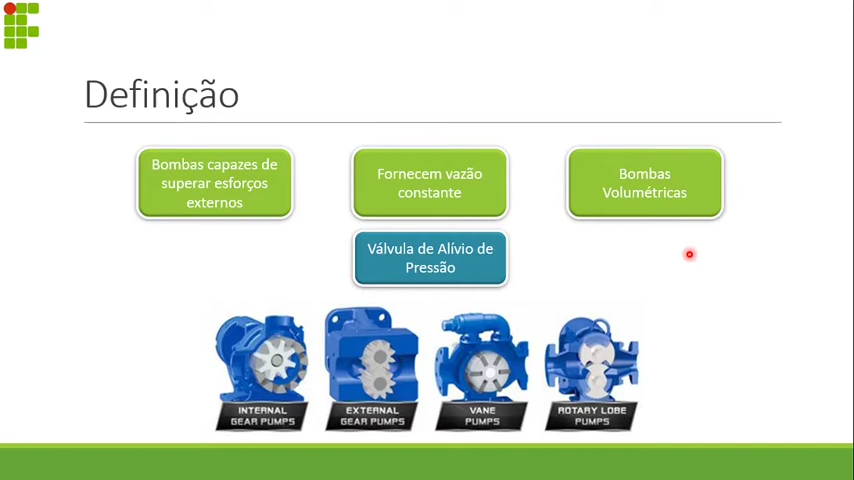 Definição
Bombas capazes de
superar esforços
externos
Fornecem vazão
constante
Bombas
Volumétricas
Válvula de Alívio de
Pressão
INTERNAL
GEAR PUMPS
EXTERNAL
GEAR PUMPS
VANE
PUMPS
ROTARY LOBE
PUMPS